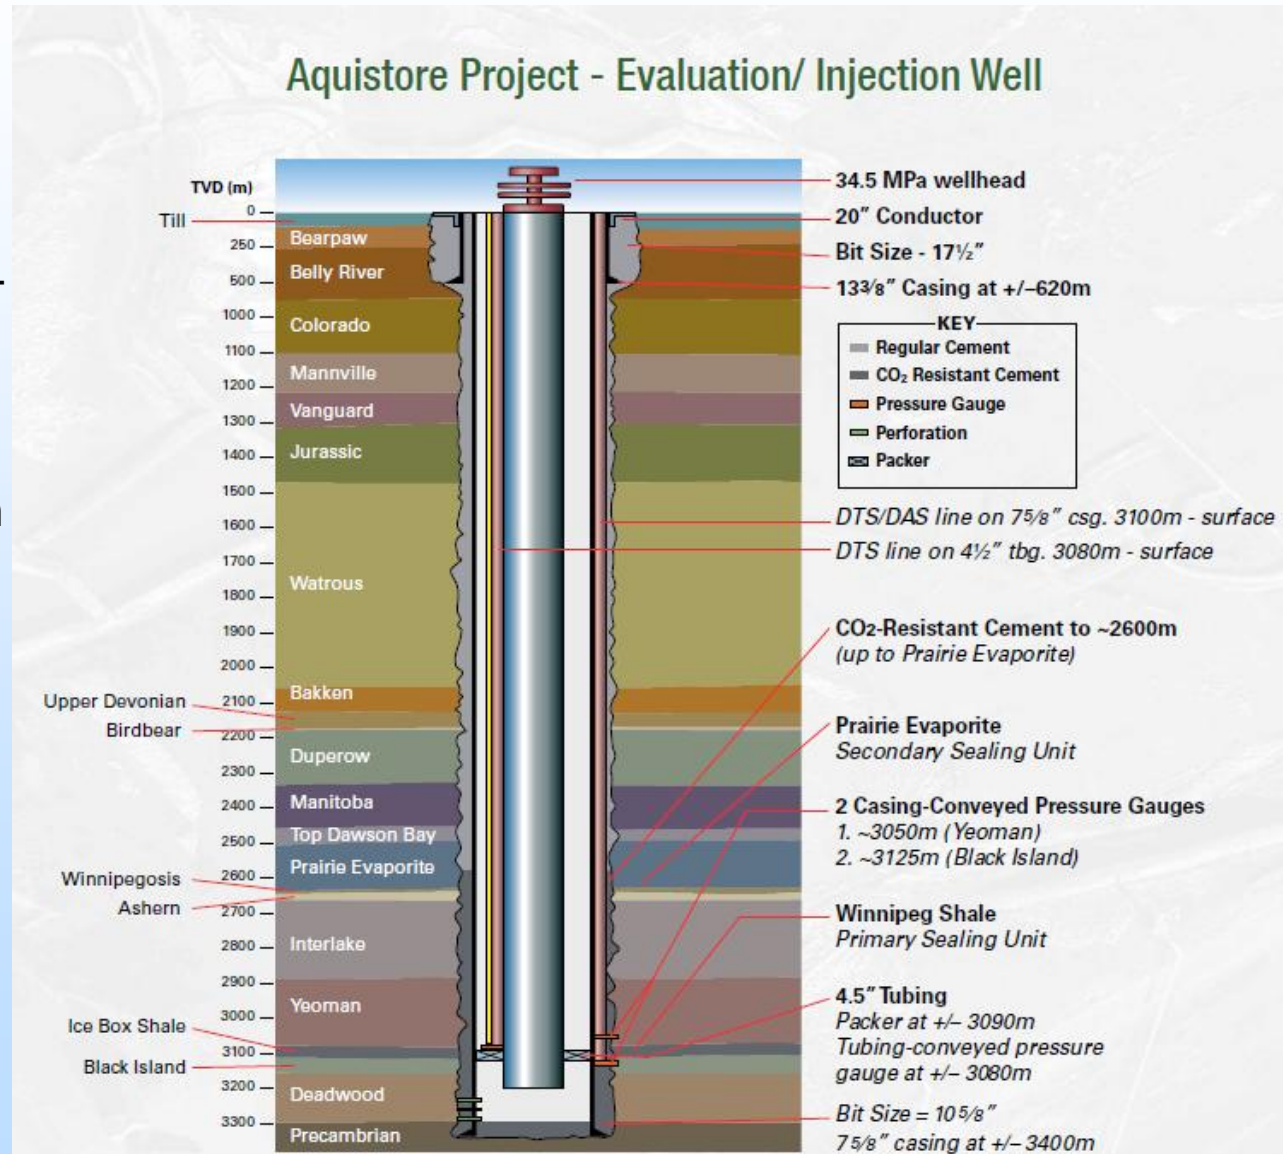 Aquistore Project - Evaluation/ Injection Well
TVD (m)
0
250
500
1000
1100
1200
1300
1400
1500
1600
1700
1800
1900
2000
2100
2200
2300
2400
2500
2600
2700
2800
2900
3000
3100
3200
3300
Till
Upper Devonian
Birdbear
Winnipegosis
Ashern
Ice Box Shale
Black Island
Bearpaw
Belly River
Colorado
Mannville
Vanguard
Jurassic
Watrous
Bakken
Duperow
Manitoba
Top Dawson Bay
Prairie Evaporite
Interlake
Yeoman
Deadwood
Precambrian
34.5 MPa wellhead
20″ Conductor
Bit Size - 17½″
13⅜″ Casing at +/–620m
KEY
Regular Cement
CO₂ Resistant Cement
Pressure Gauge
Perforation
Packer
DTS/DAS line on 7⅝″ csg. 3100m - surface
DTS line on 4½″ tbg. 3080m - surface
CO₂-Resistant Cement to ~2600m
(up to Prairie Evaporite)
Prairie Evaporite
Secondary Sealing Unit
2 Casing-Conveyed Pressure Gauges
1. ~3050m (Yeoman)
2. ~3125m (Black Island)
Winnipeg Shale
Primary Sealing Unit
4.5″ Tubing
Packer at +/– 3090m
Tubing-conveyed pressure
gauge at +/– 3080m
Bit Size = 10⅝″
7⅝″ casing at +/– 3400m